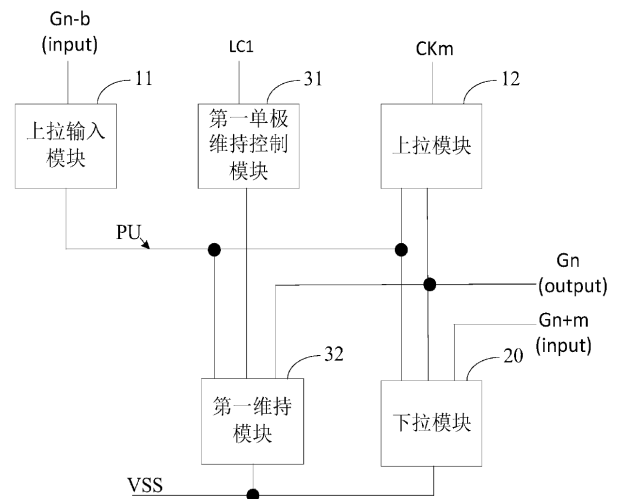 Gn-b
(input)
LC1
CKm
11
31
12
上拉输入
模块
第一单极
维持控制
模块
上拉模块
PU
Gn
(output)
Gn+m
(input)
32
20
第一维持
模块
下拉模块
VSS